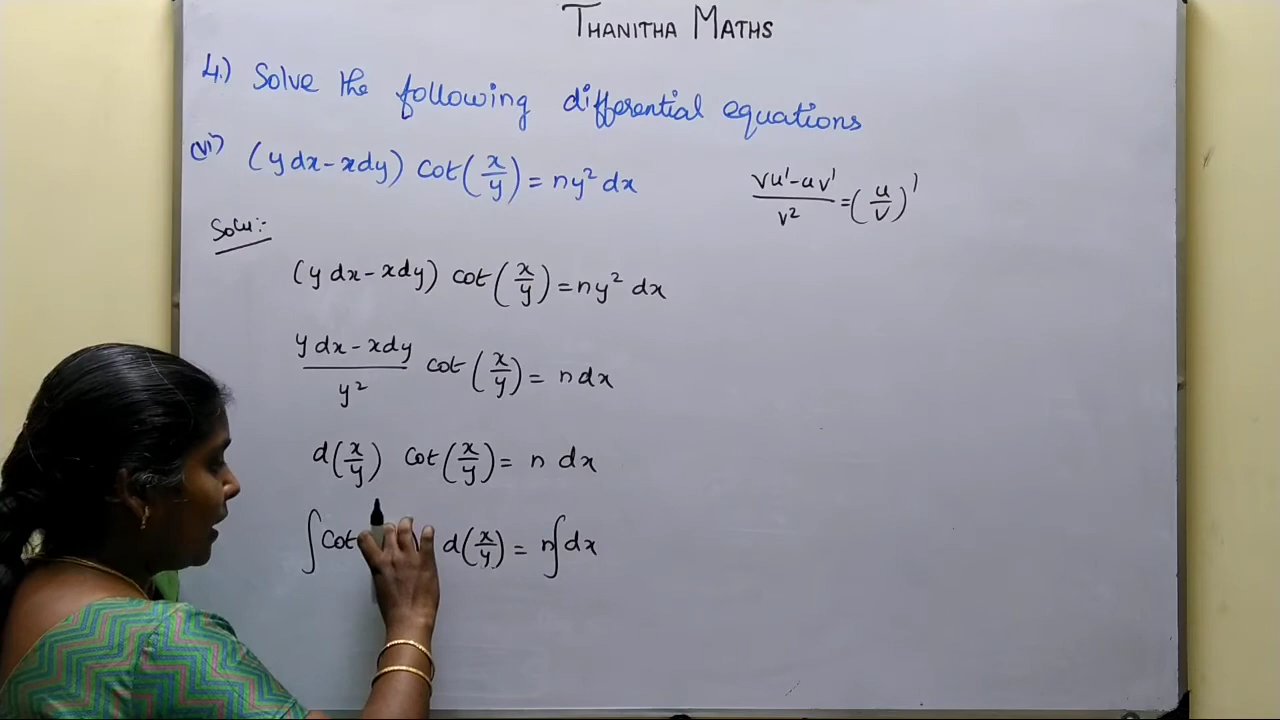 THANITHA MATHS
4.) Solve the following differential equations
(vi) (y dx - x dy) cot(x/y) = ny² dx
vu' - uv' / v² = (u/v)'
Solu:-
(y dx - x dy) cot(x/y) = ny² dx
y dx - x dy / y² cot(x/y) = n dx
d(x/y) cot(x/y) = n dx
∫cot d(x/y) = n∫dx